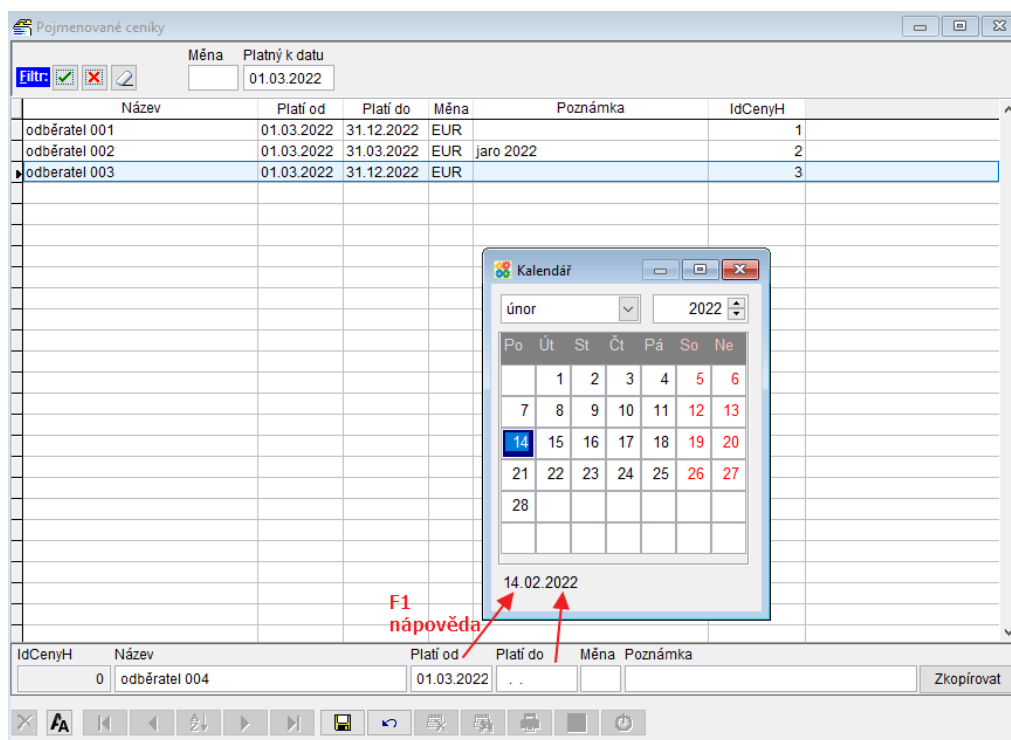 Pojmenované ceníky
Měna Platný k datu
Filtr: 01.03.2022
Název Platí od Platí do Měna Poznámka IdCenyH
odběratel 001 01.03.2022 31.12.2022 EUR 1
odběratel 002 01.03.2022 31.03.2022 EUR jaro 2022 2
odberatel 003 01.03.2022 31.12.2022 EUR 3
Kalendář
únor 2022
Po Út St Čt Pá So Ne
1 2 3 4 5 6
7 8 9 10 11 12 13
14 15 16 17 18 19 20
21 22 23 24 25 26 27
28
14.02.2022
F1
nápověda
IdCenyH Název Platí od Platí do Měna Poznámka
0 odběratel 004 01.03.2022 . . Zkopírovat